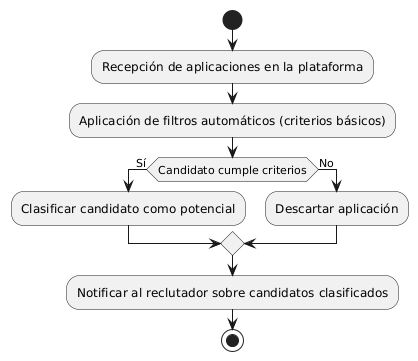 Recepción de aplicaciones en la plataforma
Aplicación de filtros automáticos (criterios básicos)
Sí
Candidato cumple criterios
No
Clasificar candidato como potencial
Descartar aplicación
Notificar al reclutador sobre candidatos clasificados